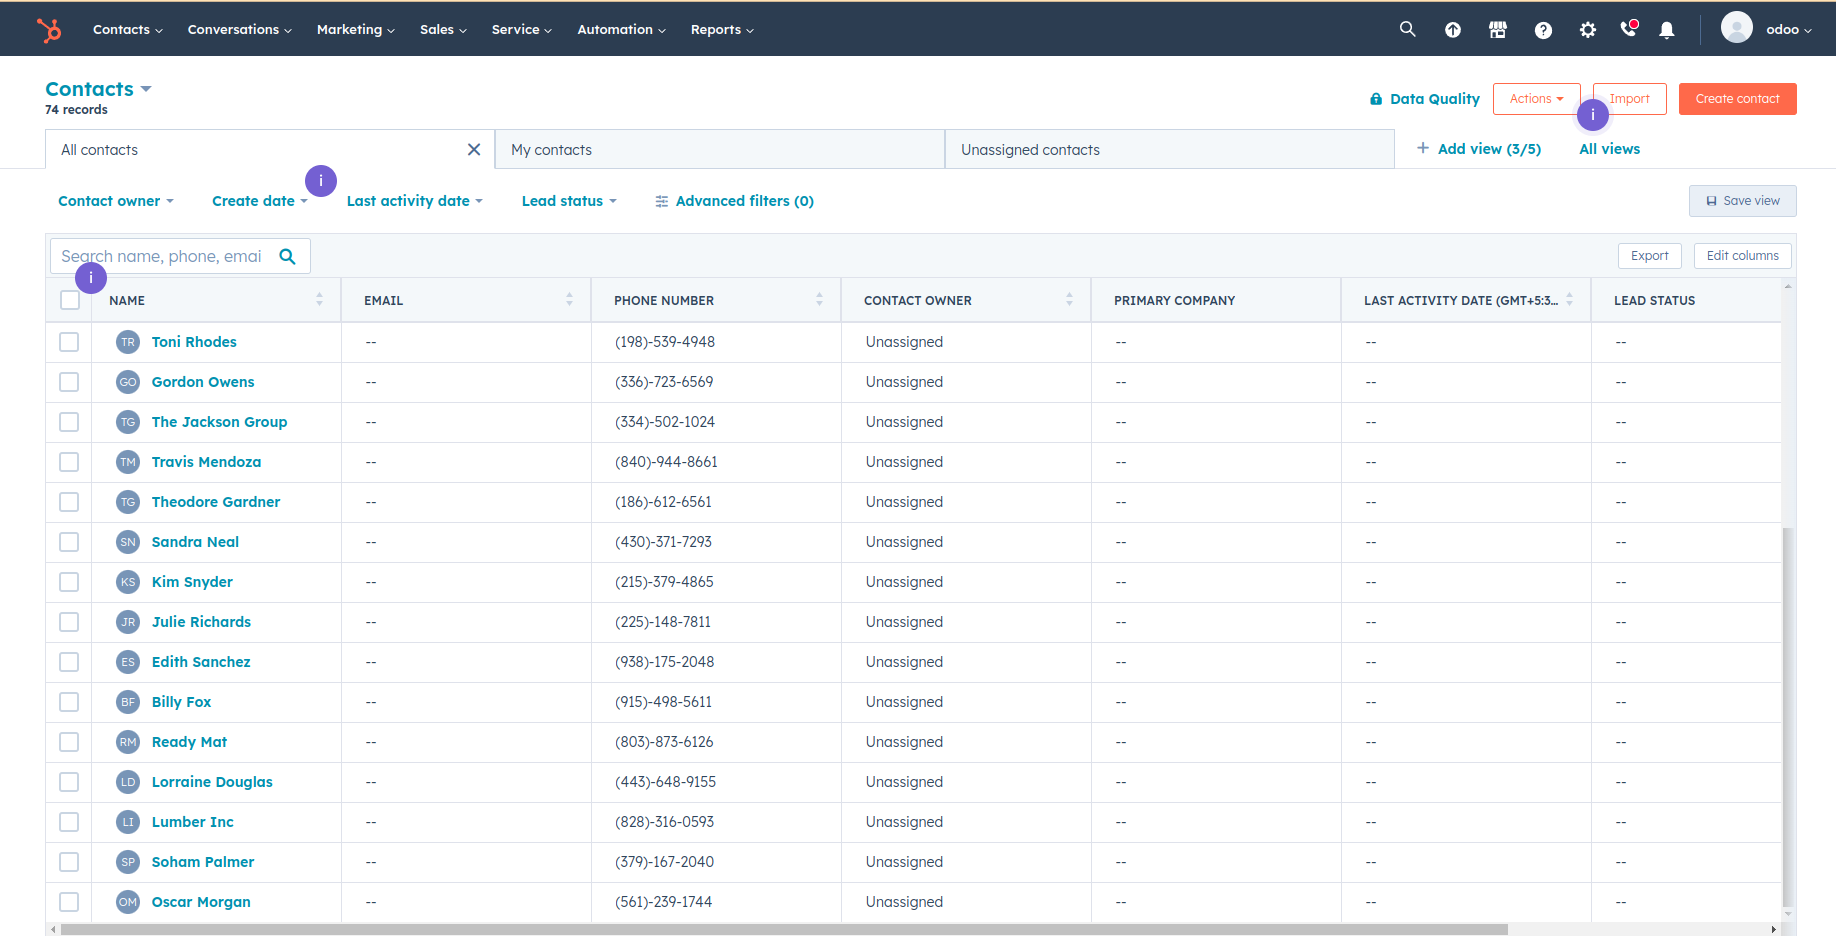 Contacts Conversations Marketing Sales Service Automation Reports odoo
Contacts
74 records
Data Quality Actions Import Create contact
i
All contacts My contacts Unassigned contacts + Add view (3/5) All views
i
Contact owner Create date Last activity date Lead status Advanced filters (0) Save view
Search name, phone, emai Export Edit columns
i
NAME EMAIL PHONE NUMBER CONTACT OWNER PRIMARY COMPANY LAST ACTIVITY DATE (GMT+5:3... LEAD STATUS
TR Toni Rhodes -- (198)-539-4948 Unassigned -- -- --
GO Gordon Owens -- (336)-723-6569 Unassigned -- -- --
TG The Jackson Group -- (334)-502-1024 Unassigned -- -- --
TM Travis Mendoza -- (840)-944-8661 Unassigned -- -- --
TG Theodore Gardner -- (186)-612-6561 Unassigned -- -- --
SN Sandra Neal -- (430)-371-7293 Unassigned -- -- --
KS Kim Snyder -- (215)-379-4865 Unassigned -- -- --
JR Julie Richards -- (225)-148-7811 Unassigned -- -- --
ES Edith Sanchez -- (938)-175-2048 Unassigned -- -- --
BF Billy Fox -- (915)-498-5611 Unassigned -- -- --
RM Ready Mat -- (803)-873-6126 Unassigned -- -- --
LD Lorraine Douglas -- (443)-648-9155 Unassigned -- -- --
LI Lumber Inc -- (828)-316-0593 Unassigned -- -- --
SP Soham Palmer -- (379)-167-2040 Unassigned -- -- --
OM Oscar Morgan -- (561)-239-1744 Unassigned -- -- --